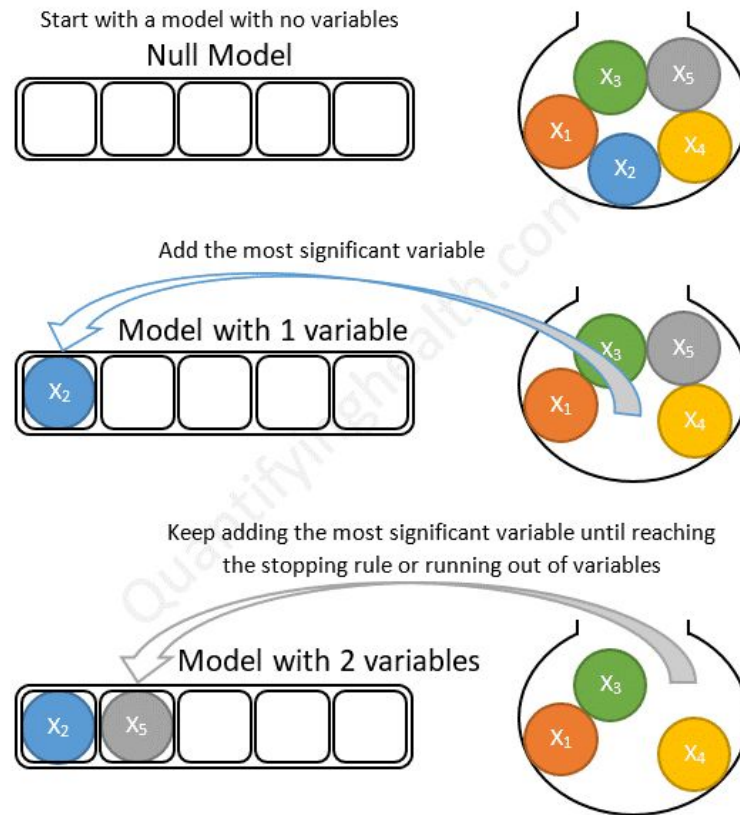 Start with a model with no variables
Null Model
X₃ X₅
X₁ X₄
X₂
Add the most significant variable
Model with 1 variable
X₂
X₃ X₅
X₁ X₄
Keep adding the most significant variable until reaching
the stopping rule or running out of variables
Model with 2 variables
X₂ X₅
X₃
X₁ X₄
Quantifyinghealth.com